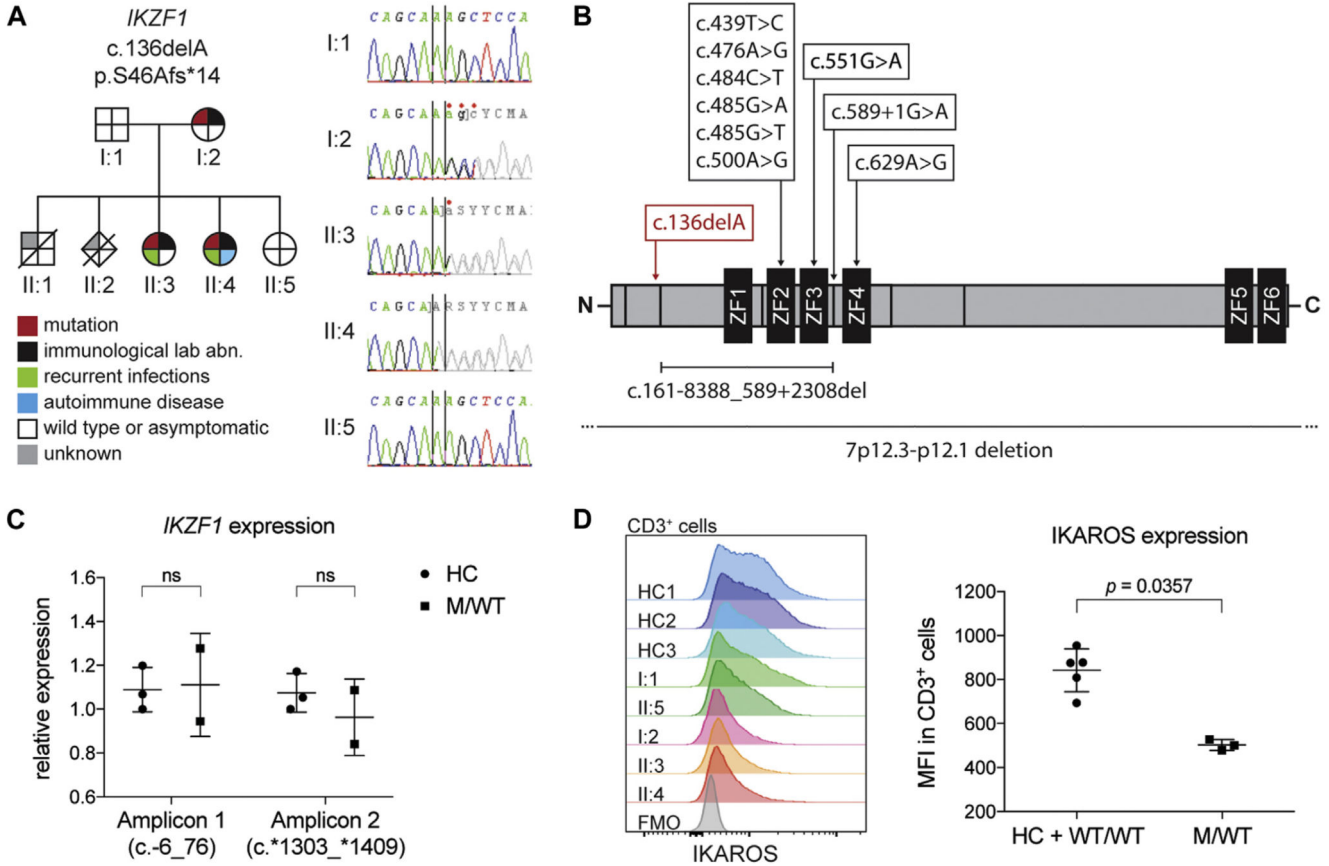 A
IKZF1
c.136delA
p.S46Afs*14
I:1
I:2
II:1
II:2
II:3
II:4
II:5
mutation
immunological lab abn.
recurrent infections
autoimmune disease
wild type or asymptomatic
unknown
I:1
CAGCAAAGCTCCA
I:2
CAGCAAagcYCMA
II:3
CAGCAAaSYYCMA
II:4
CAGCAARSYYCMA
II:5
CAGCAAAGCTCCA
B
c.439T>C
c.476A>G
c.484C>T
c.485G>A
c.485G>T
c.500A>G
c.551G>A
c.589+1G>A
c.629A>G
c.136delA
N
ZF1
ZF2
ZF3
ZF4
ZF5
ZF6
C
c.161-8388_589+2308del
... ...
7p12.3-p12.1 deletion
C
IKZF1 expression
relative expression
1.6
1.4
1.2
1.0
0.8
0.6
ns
ns
HC
M/WT
Amplicon 1
(c.-6_76)
Amplicon 2
(c.*1303_*1409)
D
CD3+ cells
HC1
HC2
HC3
I:1
II:5
I:2
II:3
II:4
FMO
IKAROS
IKAROS expression
MFI in CD3+ cells
1200
1000
800
600
400
200
p = 0.0357
HC + WT/WT
M/WT